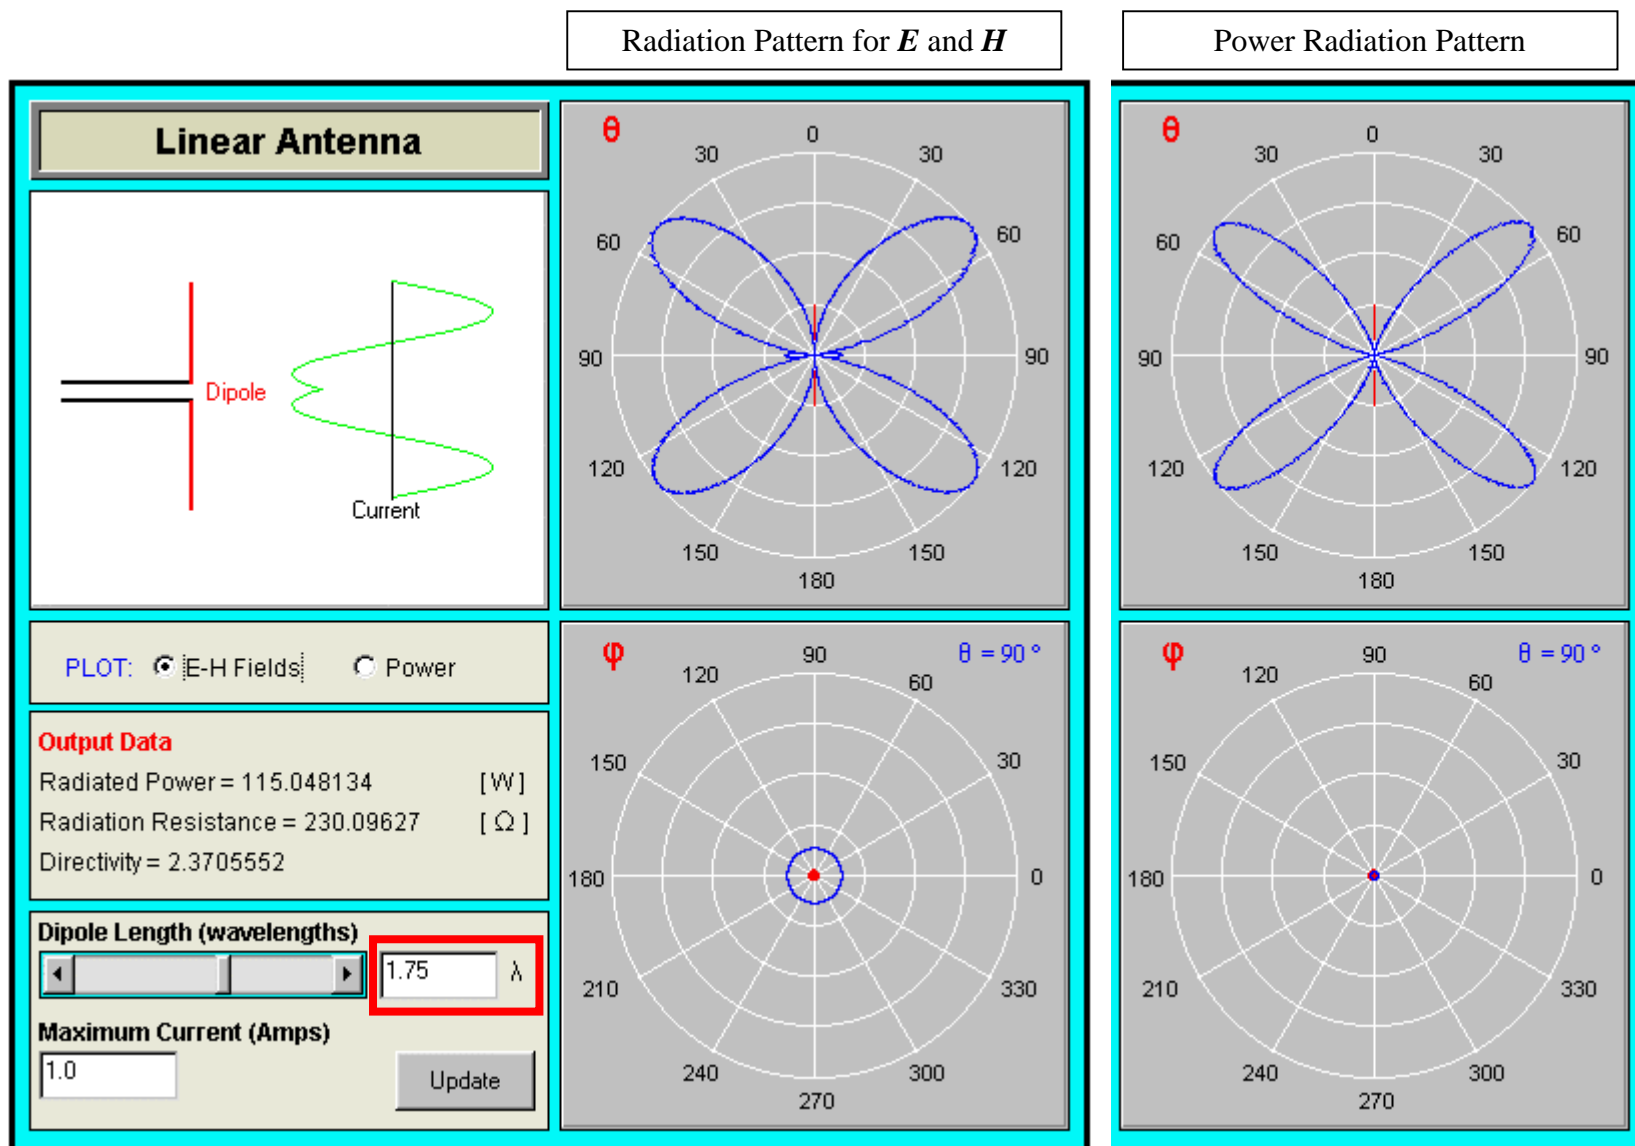 Radiation Pattern for E and H
Power Radiation Pattern
Linear Antenna
Dipole
Current
PLOT: E-H Fields Power
Output Data
Radiated Power = 115.048134 [W]
Radiation Resistance = 230.09627 [Ω]
Directivity = 2.3705552
Dipole Length (wavelengths)
1.75 λ
Maximum Current (Amps)
1.0
Update
θ
0
30 30
60 60
90 90
120 120
150 150
180
φ
θ = 90 °
90
120 60
150 30
180 0
210 330
240 300
270
θ
0
30 30
60 60
90 90
120 120
150 150
180
φ
θ = 90 °
90
120 60
150 30
180 0
210 330
240 300
270